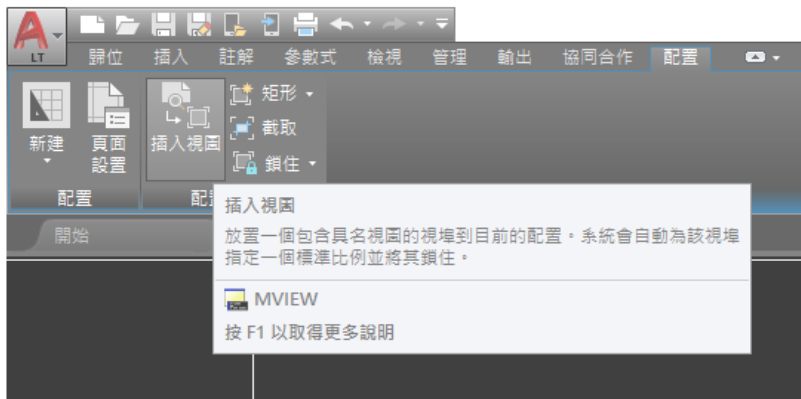 A
LT
歸位 插入 註解 參數式 檢視 管理 輸出 協同合作 配置
矩形
截取
鎖住
新建 頁面設置 插入視圖
配置
開始
插入視圖
放置一個包含具名視圖的視埠到目前的配置。系統會自動為該視埠
指定一個標準比例並將其鎖住。
MVIEW
按 F1 以取得更多說明